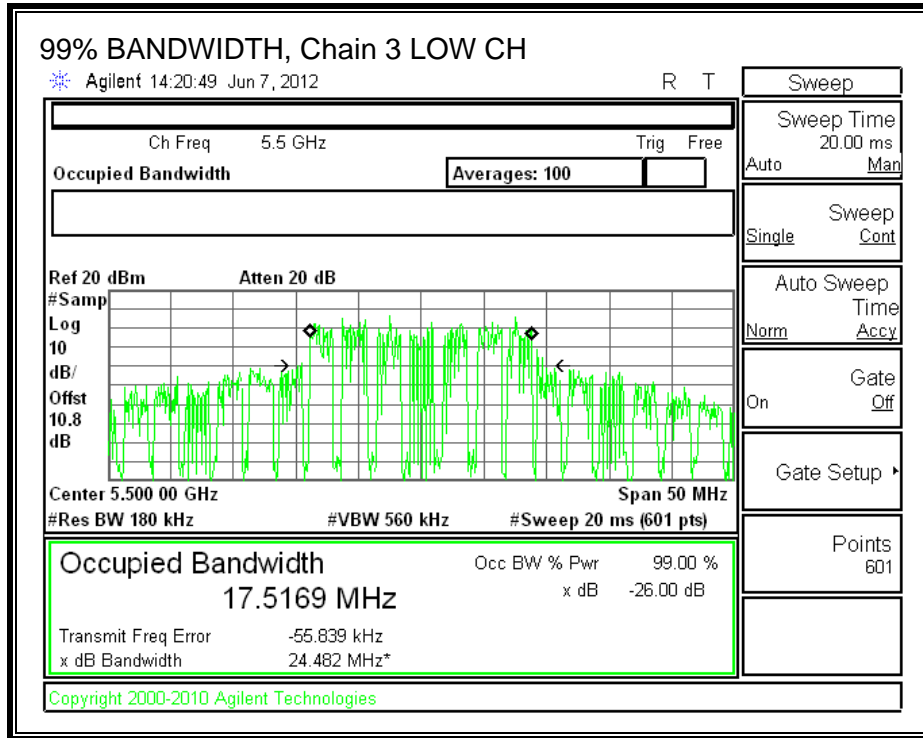 99% BANDWIDTH, Chain 3 LOW CH
Agilent 14:20:49 Jun 7, 2012 R T
Ch Freq 5.5 GHz Trig Free
Occupied Bandwidth Averages: 100
Ref 20 dBm Atten 20 dB
#Samp
Log
10
dB/
Offst
10.8
dB
Center 5.500 00 GHz Span 50 MHz
#Res BW 180 kHz #VBW 560 kHz #Sweep 20 ms (601 pts)
Occupied Bandwidth Occ BW % Pwr 99.00 %
17.5169 MHz x dB -26.00 dB
Transmit Freq Error -55.839 kHz
x dB Bandwidth 24.482 MHz*
Copyright 2000-2010 Agilent Technologies
Sweep
Sweep Time
20.00 ms
Auto Man
Sweep
Single Cont
Auto Sweep
Time
Norm Accy
Gate
On Off
Gate Setup
Points
601